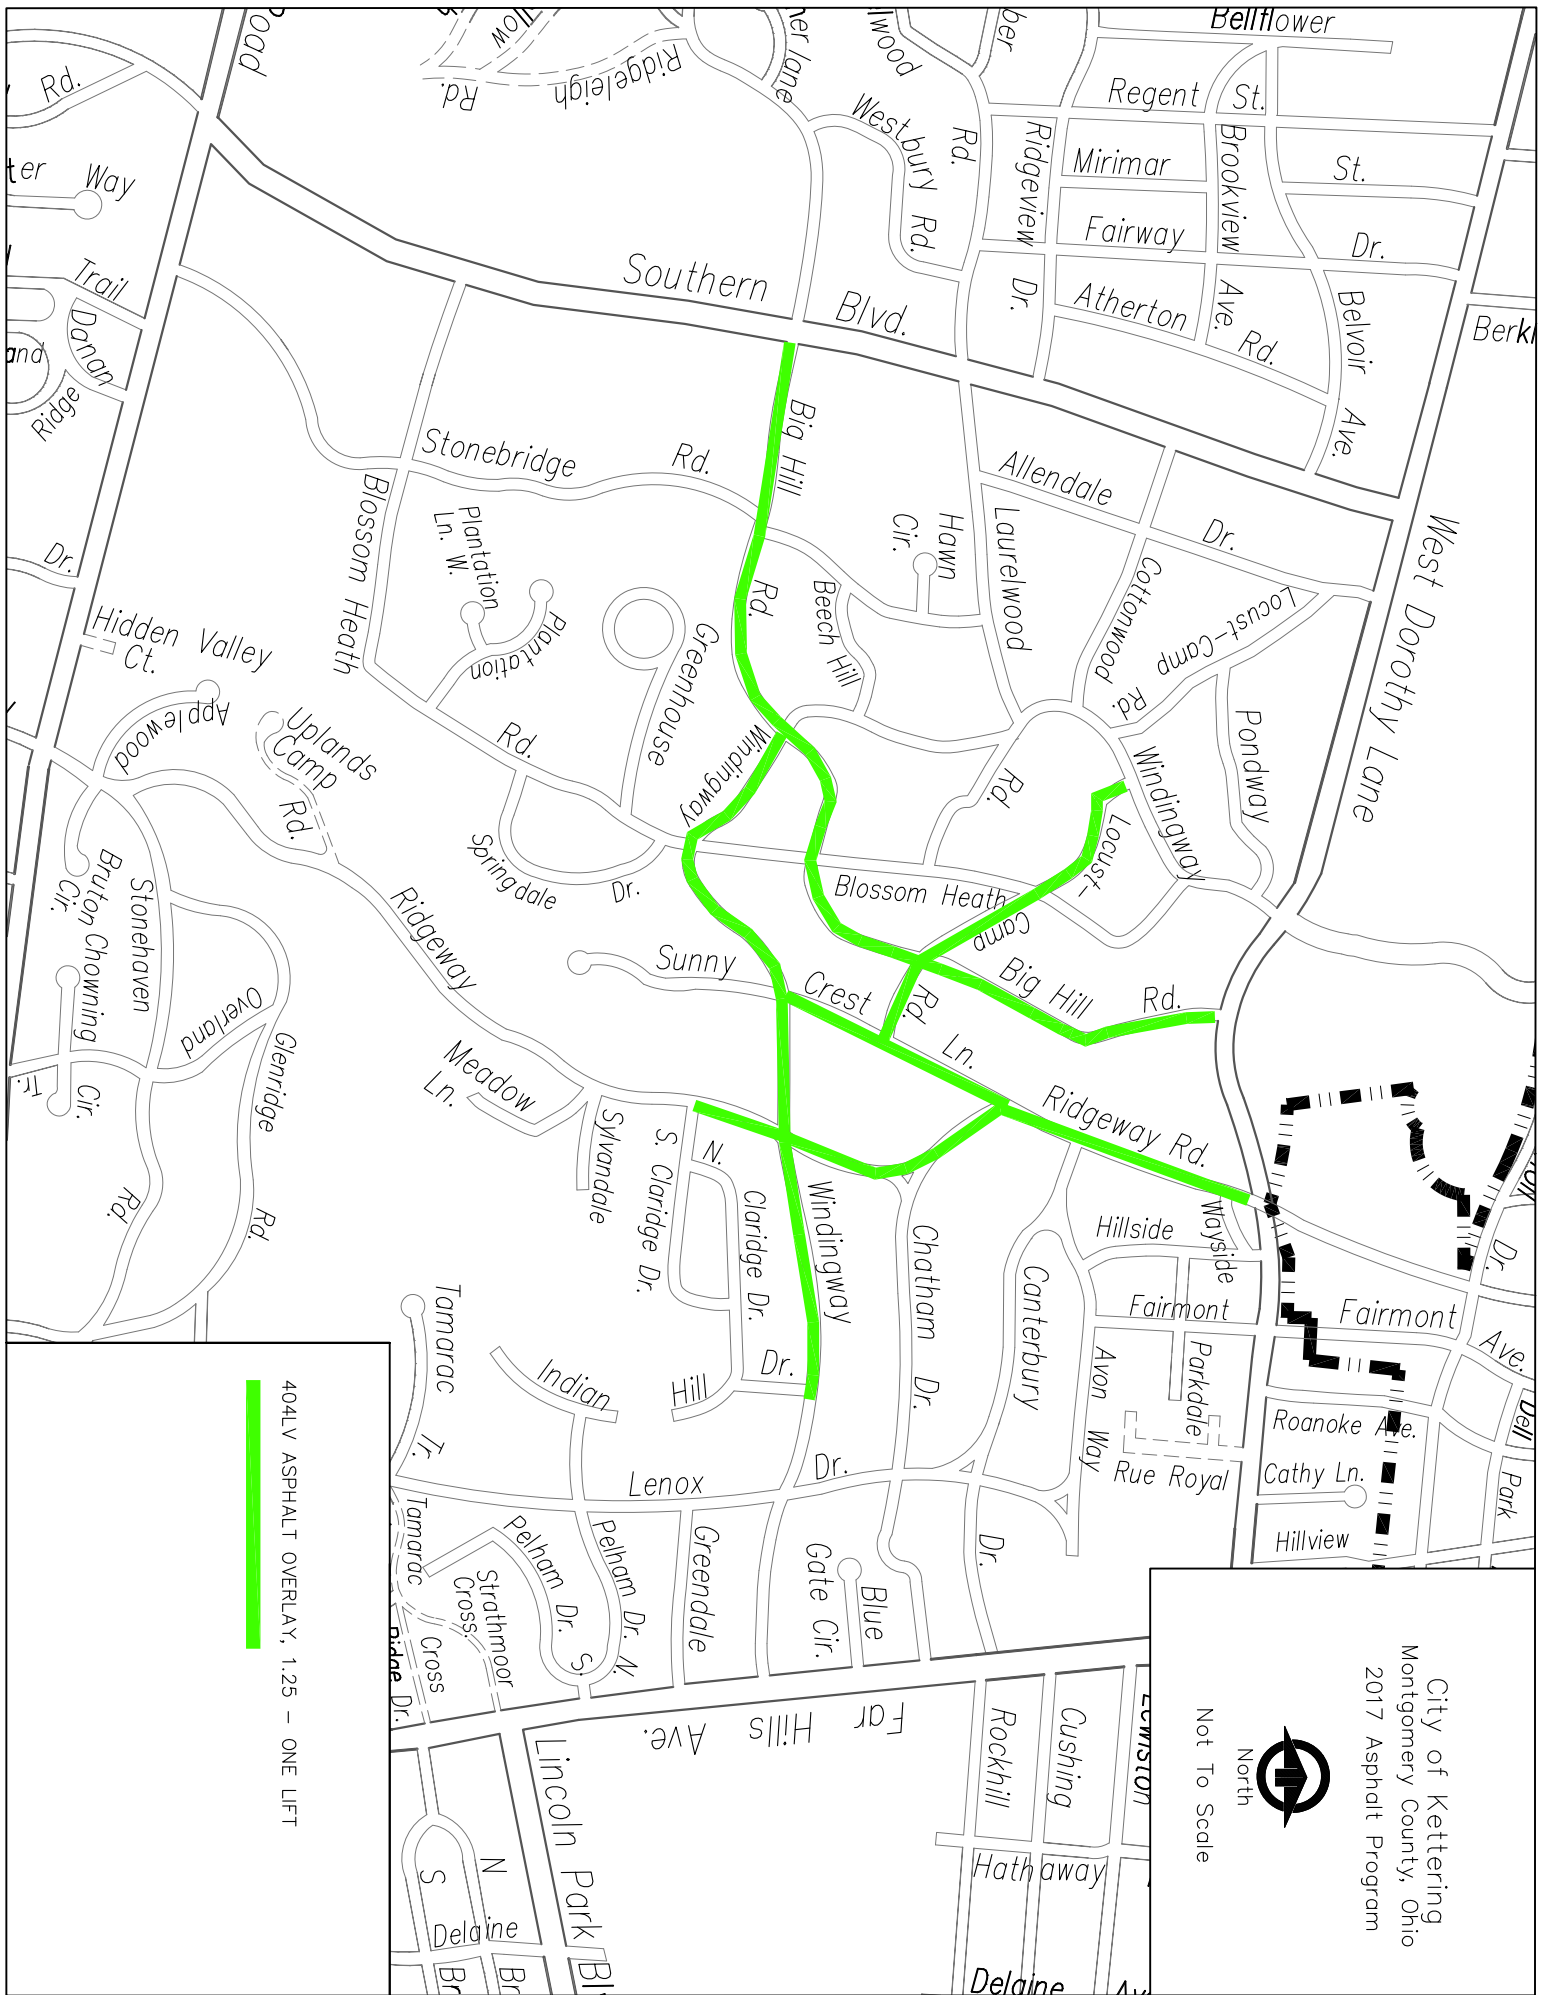 City of Kettering
Montgomery County, Ohio
2017 Asphalt Program
North
Not To Scale
404LV ASPHALT OVERLAY, 1.25 - ONE LIFT
Bellflower
Regent St.
Mirimar St.
Fairway Dr.
Atherton Rd.
Brookview Ave.
Belvoir Ave.
Ridgeview Dr.
Westbury Rd.
Rd.
Ridgeleigh Rd.
Rd.
Way
Trail
Danan
Ridge
Southern Blvd.
West Dorothy Lane
Big Hill Rd.
Stonebridge Rd.
Blossom Heath Rd.
Plantation Ln. W.
Plantation
Greenhouse
Hawn Cir.
Beech Hill
Laurelwood Rd.
Allendale Dr.
Cottonwood Rd.
Locust-Camp
Pondway
Windingway
Windingway
Locust-Camp Rd.
Blossom Heath
Big Hill Rd.
Springdale Dr.
Dr.
Hidden Valley Ct.
Applewood
Uplands Camp
Rd.
Ridgeway
Bruton Cir.
Chowning Cir.
Stonehaven Rd.
Overland
Tr.
Glenridge Rd.
Sunny Crest Ln.
Ridgeway Rd.
Meadow Ln.
Sylvandale
S. Claridge Dr.
N. Claridge Dr.
Windingway
Chatham Dr.
Canterbury Dr.
Hillside
Wayside
Fairmont
Fairmont Ave.
Parkdale
Avon Way
Rue Royal
Roanoke Ave.
Cathy Ln.
Hillview
Dell
Park
Dr.
Tamarac Tr.
Indian Hill Dr.
Lenox Dr.
Tamarac
Pelham Dr. S.
Pelham Dr. N.
Strathmoor Cross.
Cross
Ridge Dr.
Greendale
Blue Gate Cir.
Far Hills Ave.
Lincoln Park
Rockhill
Cushing
Hathaway
Delaine
N
S
Delaine